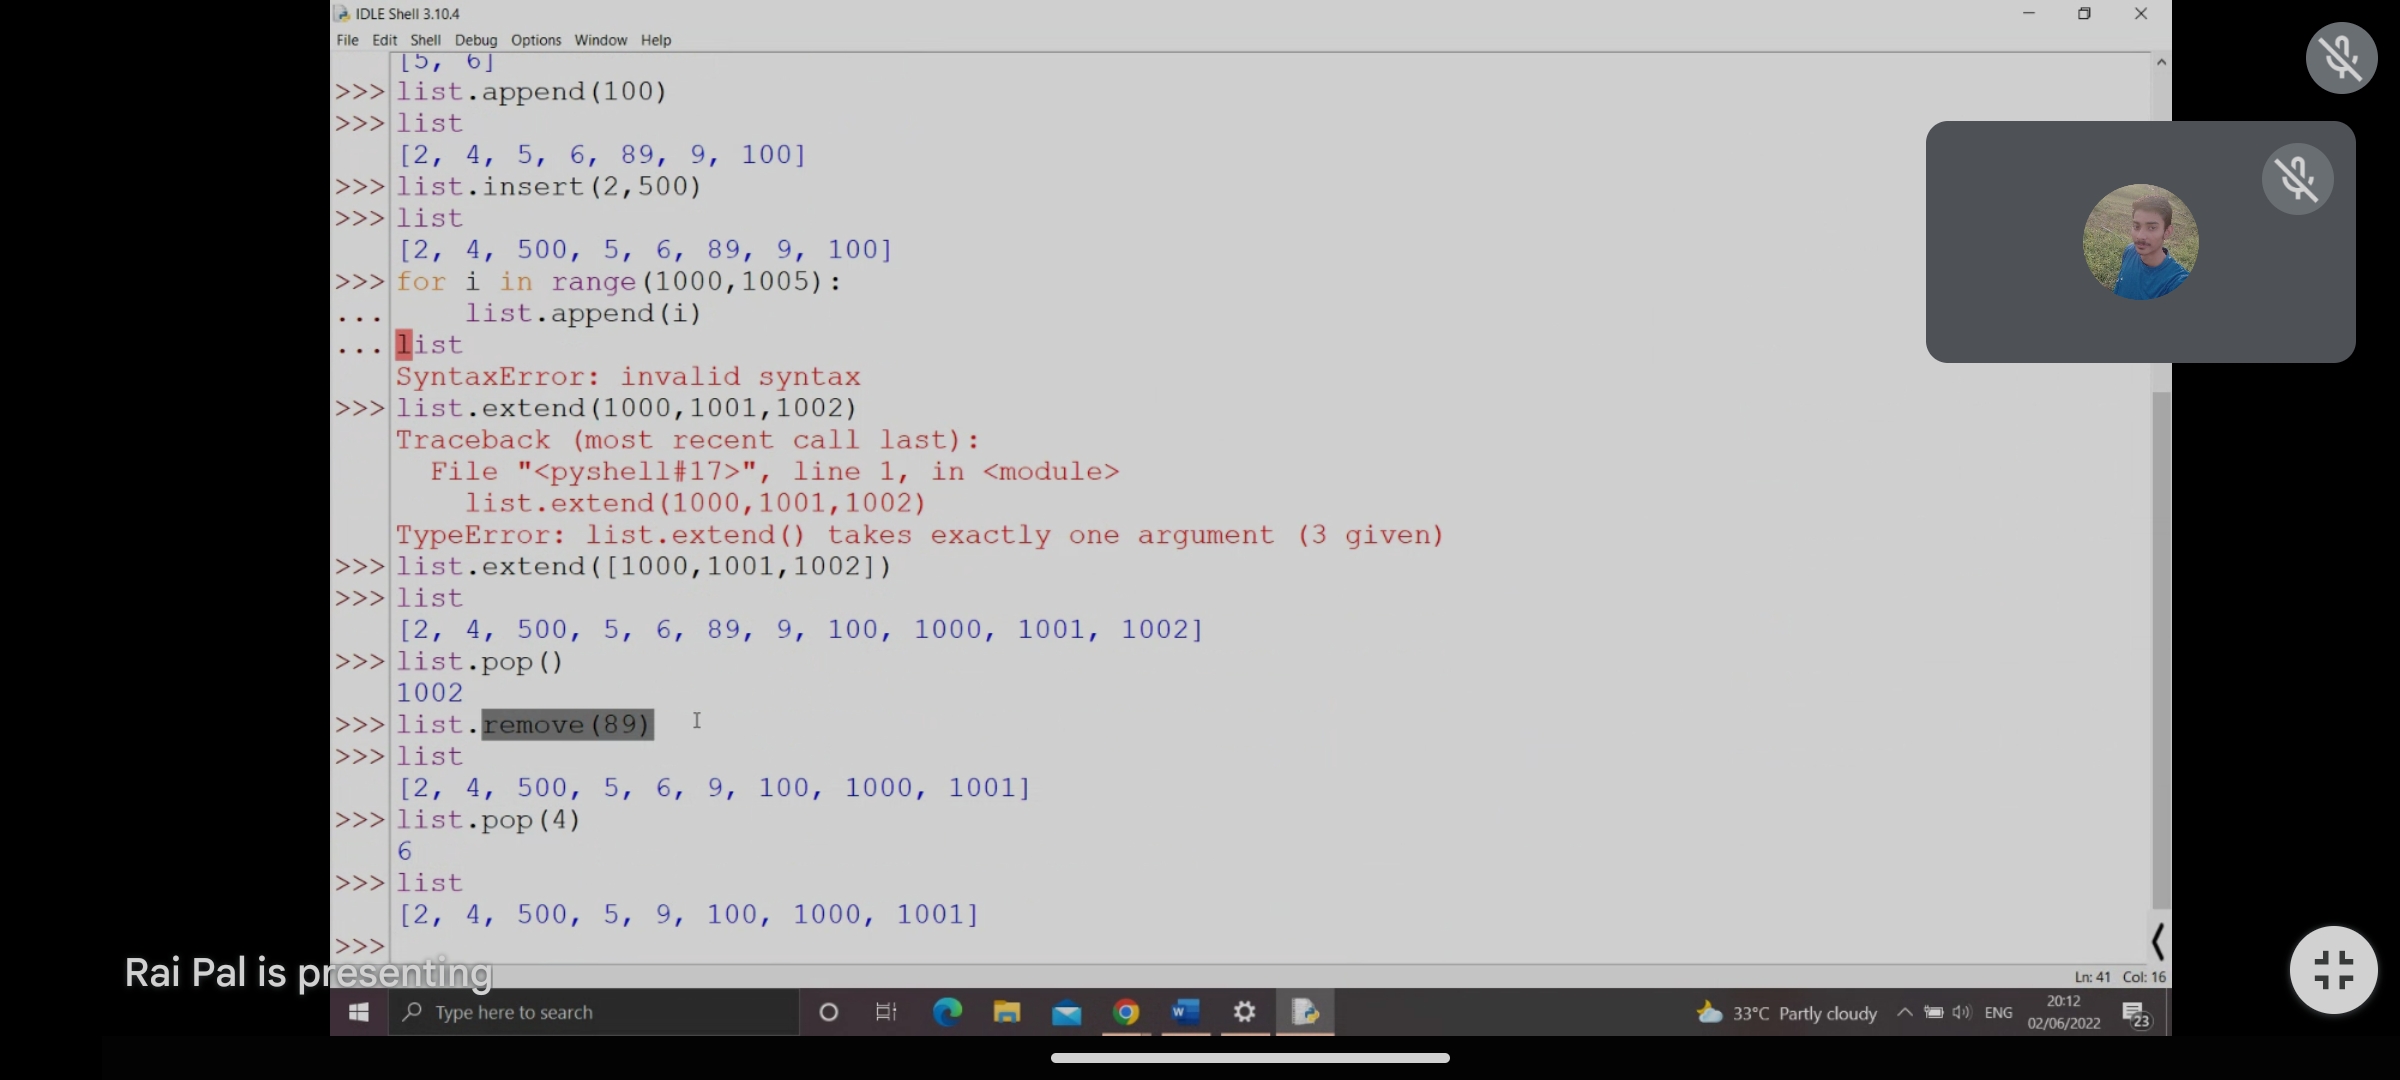 IDLE Shell 3.10.4
File Edit Shell Debug Options Window Help
[5, 6]
>>> list.append(100)
>>> list
[2, 4, 5, 6, 89, 9, 100]
>>> list.insert(2,500)
>>> list
[2, 4, 500, 5, 6, 89, 9, 100]
>>> for i in range(1000,1005):
... list.append(i)
... list
SyntaxError: invalid syntax
>>> list.extend(1000,1001,1002)
Traceback (most recent call last):
File "<pyshell#17>", line 1, in <module>
list.extend(1000,1001,1002)
TypeError: list.extend() takes exactly one argument (3 given)
>>> list.extend([1000,1001,1002])
>>> list
[2, 4, 500, 5, 6, 89, 9, 100, 1000, 1001, 1002]
>>> list.pop()
1002
>>> list.remove(89)
>>> list
[2, 4, 500, 5, 6, 9, 100, 1000, 1001]
>>> list.pop(4)
6
>>> list
[2, 4, 500, 5, 9, 100, 1000, 1001]
>>>
Rai Pal is presenting
Ln: 41 Col: 16
Type here to search
33°C Partly cloudy
ENG
20:12
02/06/2022
23